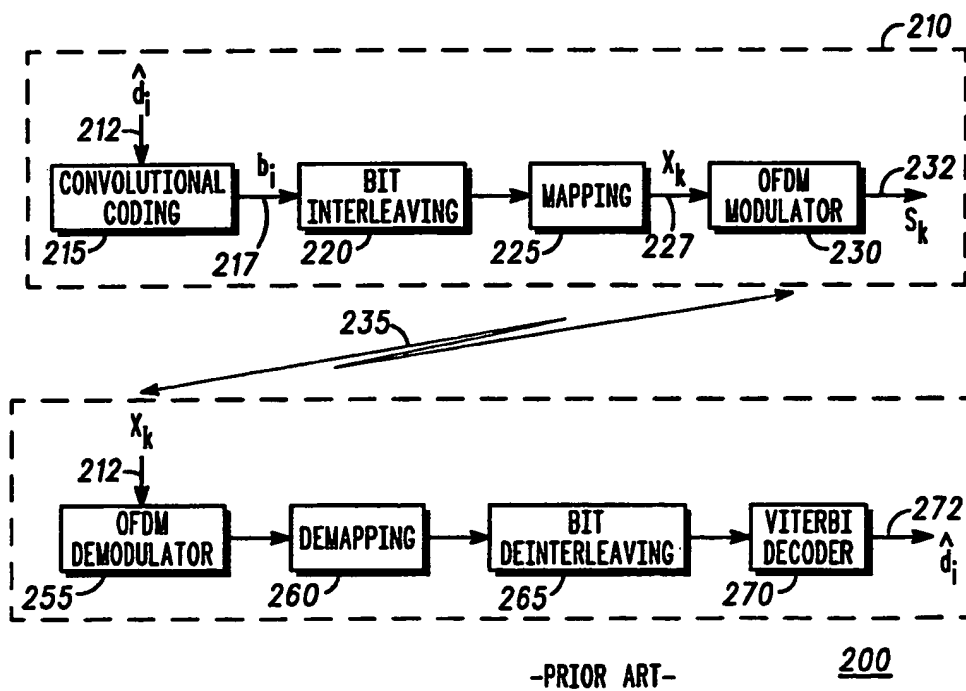 210
d̂i
212
CONVOLUTIONAL
CODING
215
bi
217
BIT
INTERLEAVING
220
MAPPING
225
Xk
227
OFDM
MODULATOR
230
232
Sk
235
Xk
212
OFDM
DEMODULATOR
255
DEMAPPING
260
BIT
DEINTERLEAVING
265
VITERBI
DECODER
270
272
d̂i
-PRIOR ART-
200